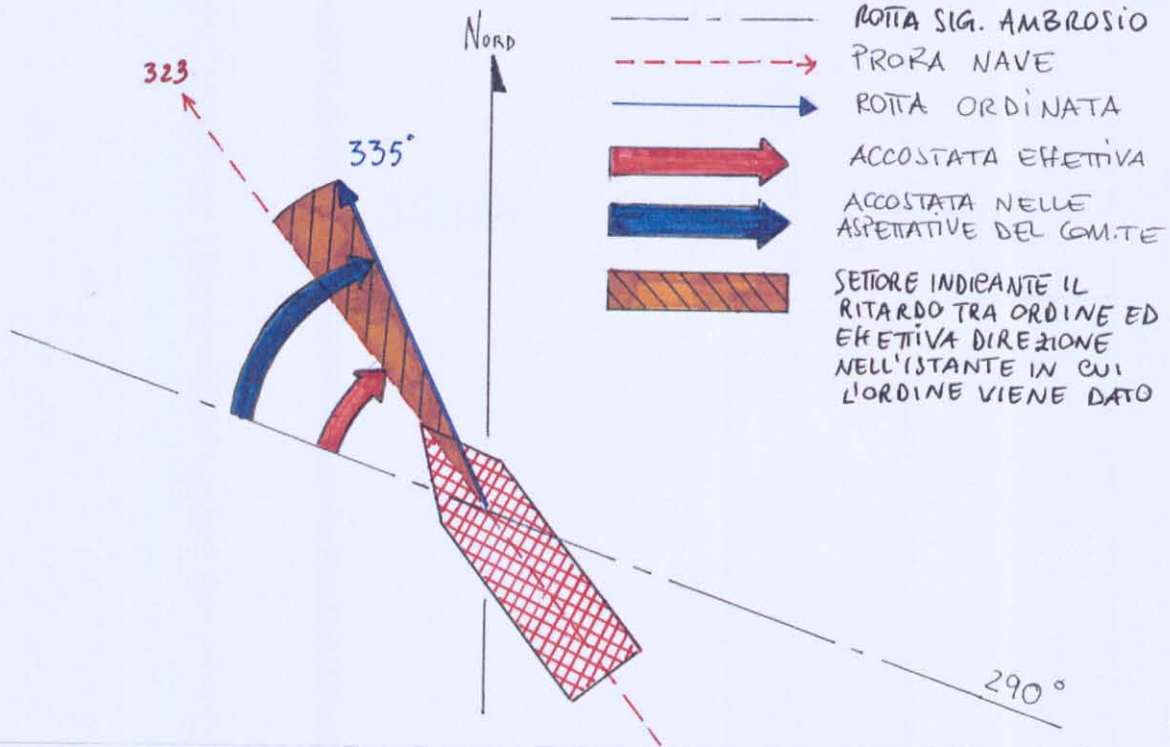 NORD
323
335°
290°
ROTTA SIG. AMBROSIO
PRORA NAVE
ROTTA ORDINATA
ACCOSTATA EFFETTIVA
ACCOSTATA NELLE
ASPETTATIVE DEL COM.TE
SETTORE INDICANTE IL
RITARDO TRA ORDINE ED
EFFETTIVA DIREZIONE
NELL'ISTANTE IN CUI
L'ORDINE VIENE DATO